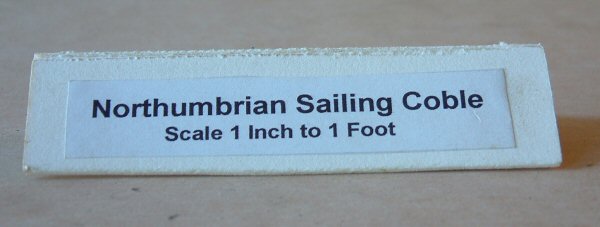 Northumbrian Sailing Coble
Scale 1 Inch to 1 Foot